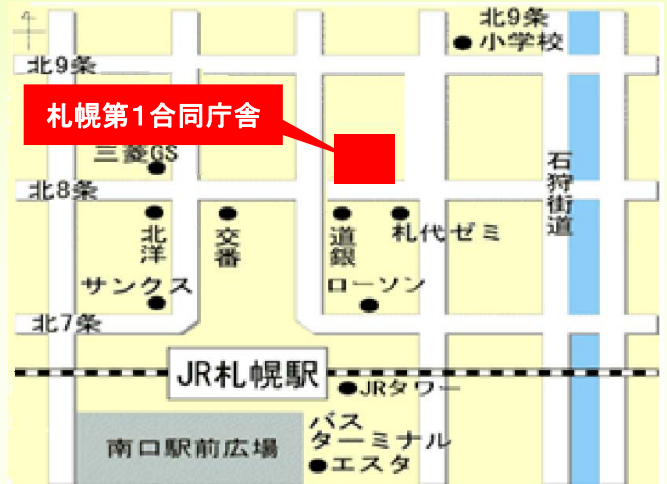 北9条
小学校
北9条
札幌第1合同庁舎
三菱GS
石狩街道
北8条
北洋
交番
道銀
札代ゼミ
サンクス
ローソン
北7条
JR札幌駅
JRタワー
南口駅前広場
バス
ターミナル
エスタ